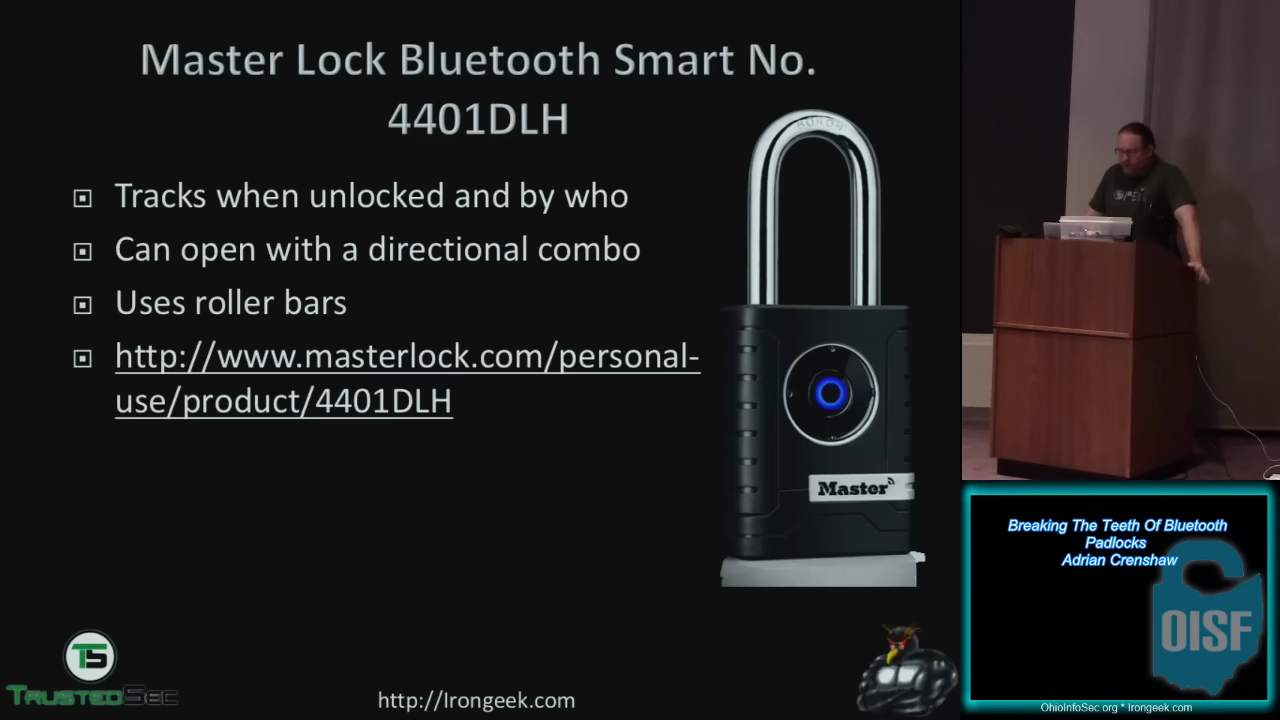 Master Lock Bluetooth Smart No.
4401DLH
Tracks when unlocked and by who
Can open with a directional combo
Uses roller bars
http://www.masterlock.com/personal-
use/product/4401DLH
Master
TS
TRUSTEDSEC
http://Irongeek.com
Breaking The Teeth Of Bluetooth
Padlocks
Adrian Crenshaw
OISF
OhioInfoSec.org * Irongeek.com